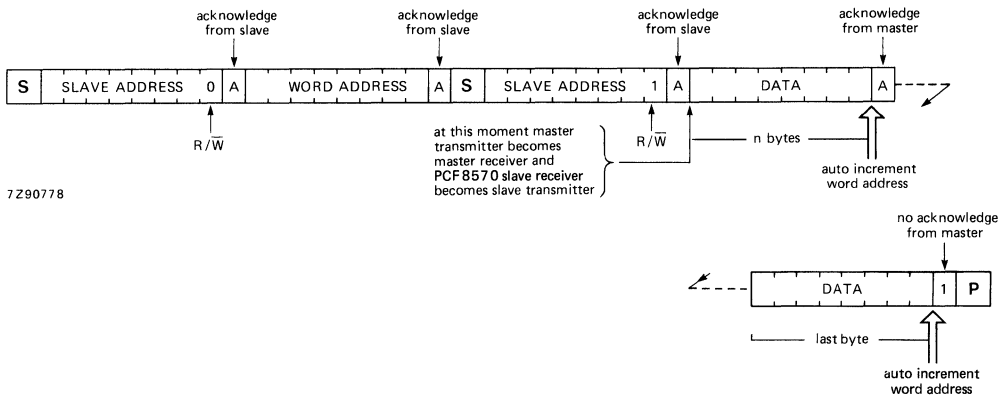 acknowledge
from slave
acknowledge
from slave
acknowledge
from slave
acknowledge
from master
S SLAVE ADDRESS 0 A WORD ADDRESS A S SLAVE ADDRESS 1 A DATA A
R/W̅
at this moment master
transmitter becomes
master receiver and
PCF8570 slave receiver
becomes slave transmitter
R/W̅
n bytes
auto increment
word address
7Z90778
no acknowledge
from master
DATA 1 P
last byte
auto increment
word address